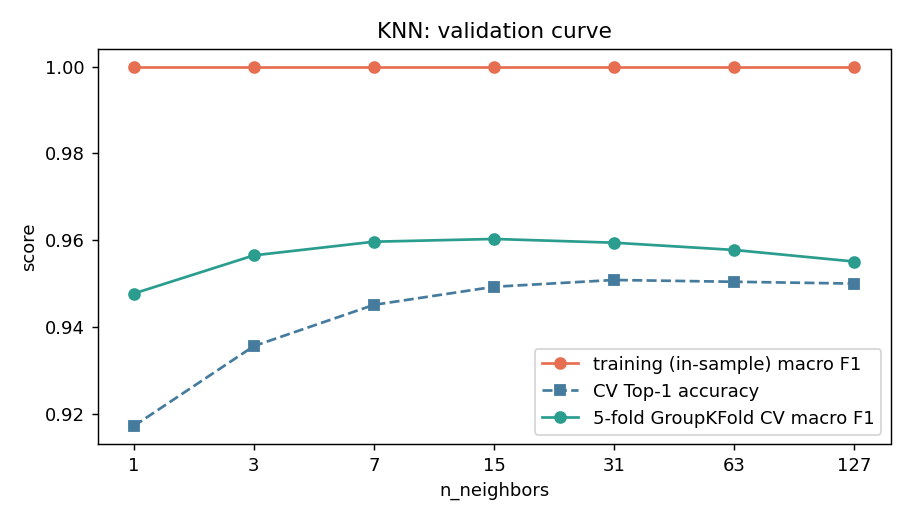 KNN: validation curve
score
1.00
0.98
0.96
0.94
0.92
training (in-sample) macro F1
CV Top-1 accuracy
5-fold GroupKFold CV macro F1
1 3 7 15 31 63 127
n_neighbors